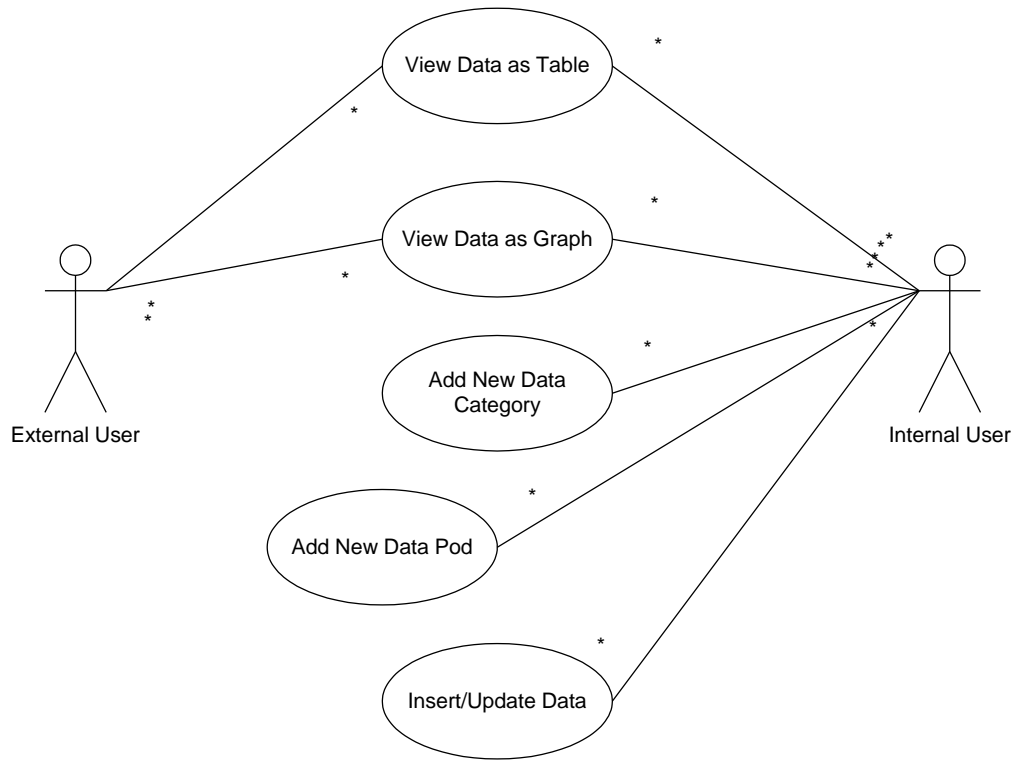 *
View Data as Table
*
*
View Data as Graph
*
*
*
*
*
*
*
*
*
*
Add New Data
Category
External User
Internal User
*
Add New Data Pod
*
Insert/Update Data